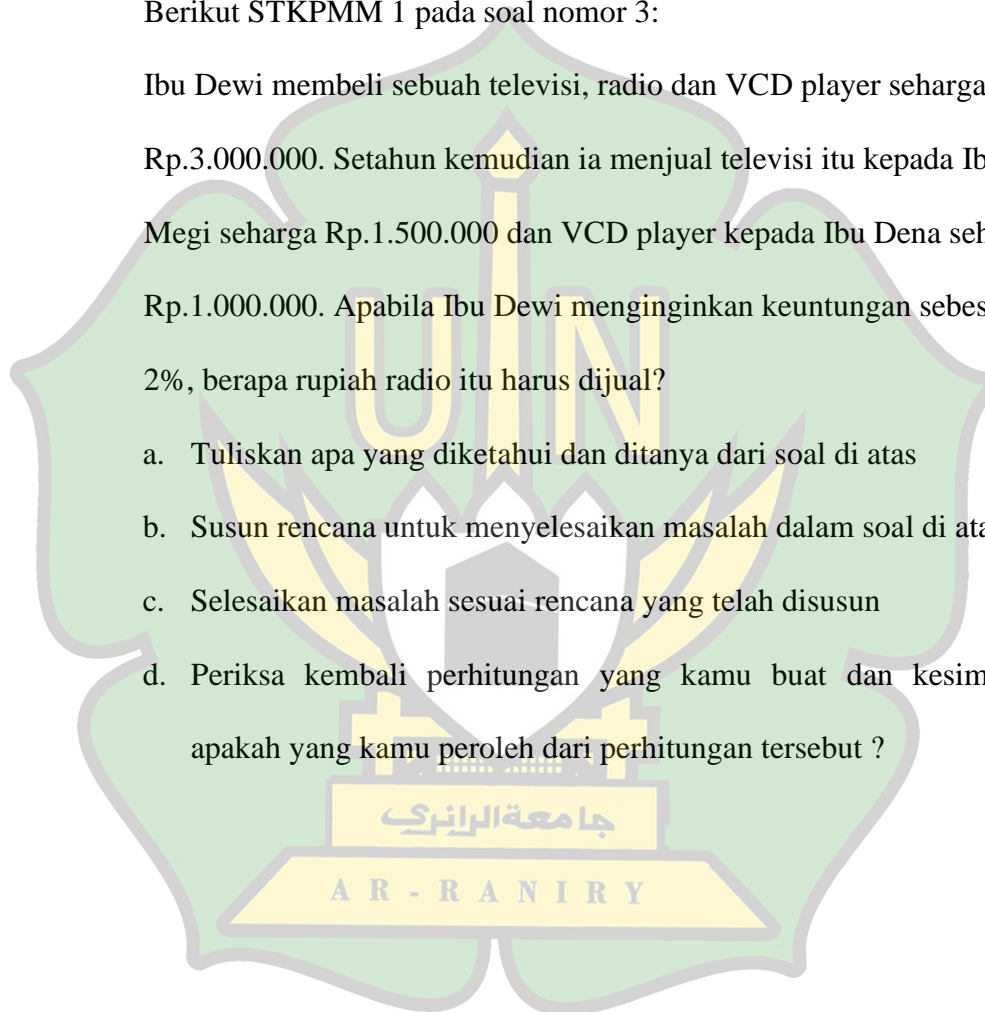 Berikut STKPMM 1 pada soal nomor 3:
Ibu Dewi membeli sebuah televisi, radio dan VCD player seharga
Rp.3.000.000. Setahun kemudian ia menjual televisi itu kepada Ib
Megi seharga Rp.1.500.000 dan VCD player kepada Ibu Dena seh
Rp.1.000.000. Apabila Ibu Dewi menginginkan keuntungan sebes
2%, berapa rupiah radio itu harus dijual?
a. Tuliskan apa yang diketahui dan ditanya dari soal di atas
b. Susun rencana untuk menyelesaikan masalah dalam soal di ata
c. Selesaikan masalah sesuai rencana yang telah disusun
d. Periksa kembali perhitungan yang kamu buat dan kesim
apakah yang kamu peroleh dari perhitungan tersebut ?
UIN
جامعة الرانري
AR-RANIRY